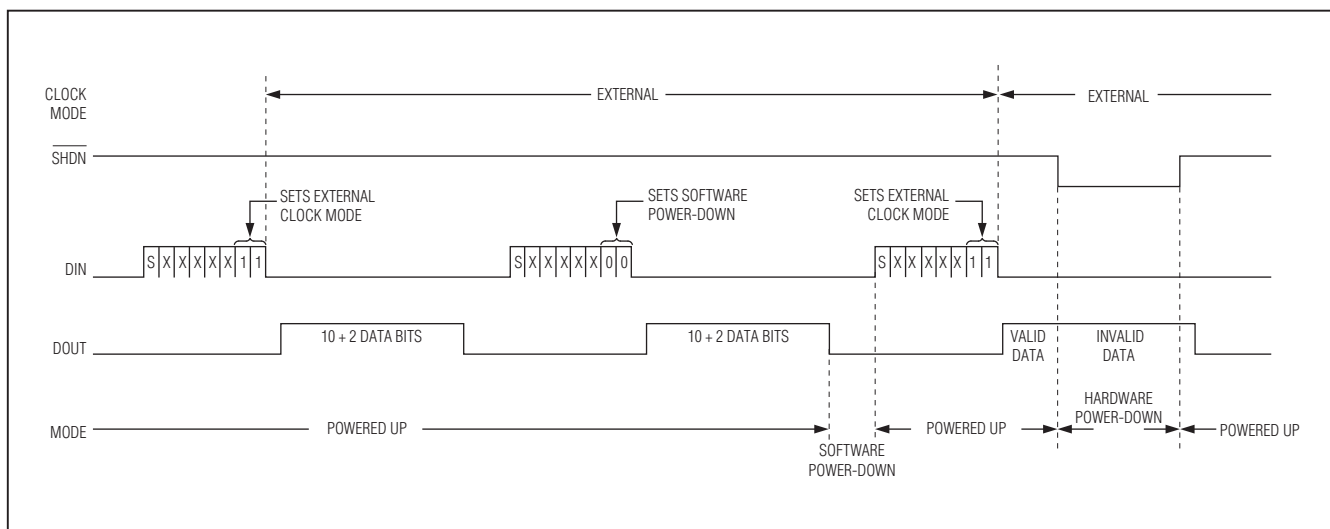 CLOCK
MODE
EXTERNAL
EXTERNAL
SHDN
SETS EXTERNAL
CLOCK MODE
SETS SOFTWARE
POWER-DOWN
SETS EXTERNAL
CLOCK MODE
DIN
S X X X X X 1 1
S X X X X X 0 0
S X X X X X 1 1
DOUT
10 + 2 DATA BITS
10 + 2 DATA BITS
VALID
DATA
INVALID
DATA
MODE
POWERED UP
SOFTWARE
POWER-DOWN
POWERED UP
HARDWARE
POWER-DOWN
POWERED UP